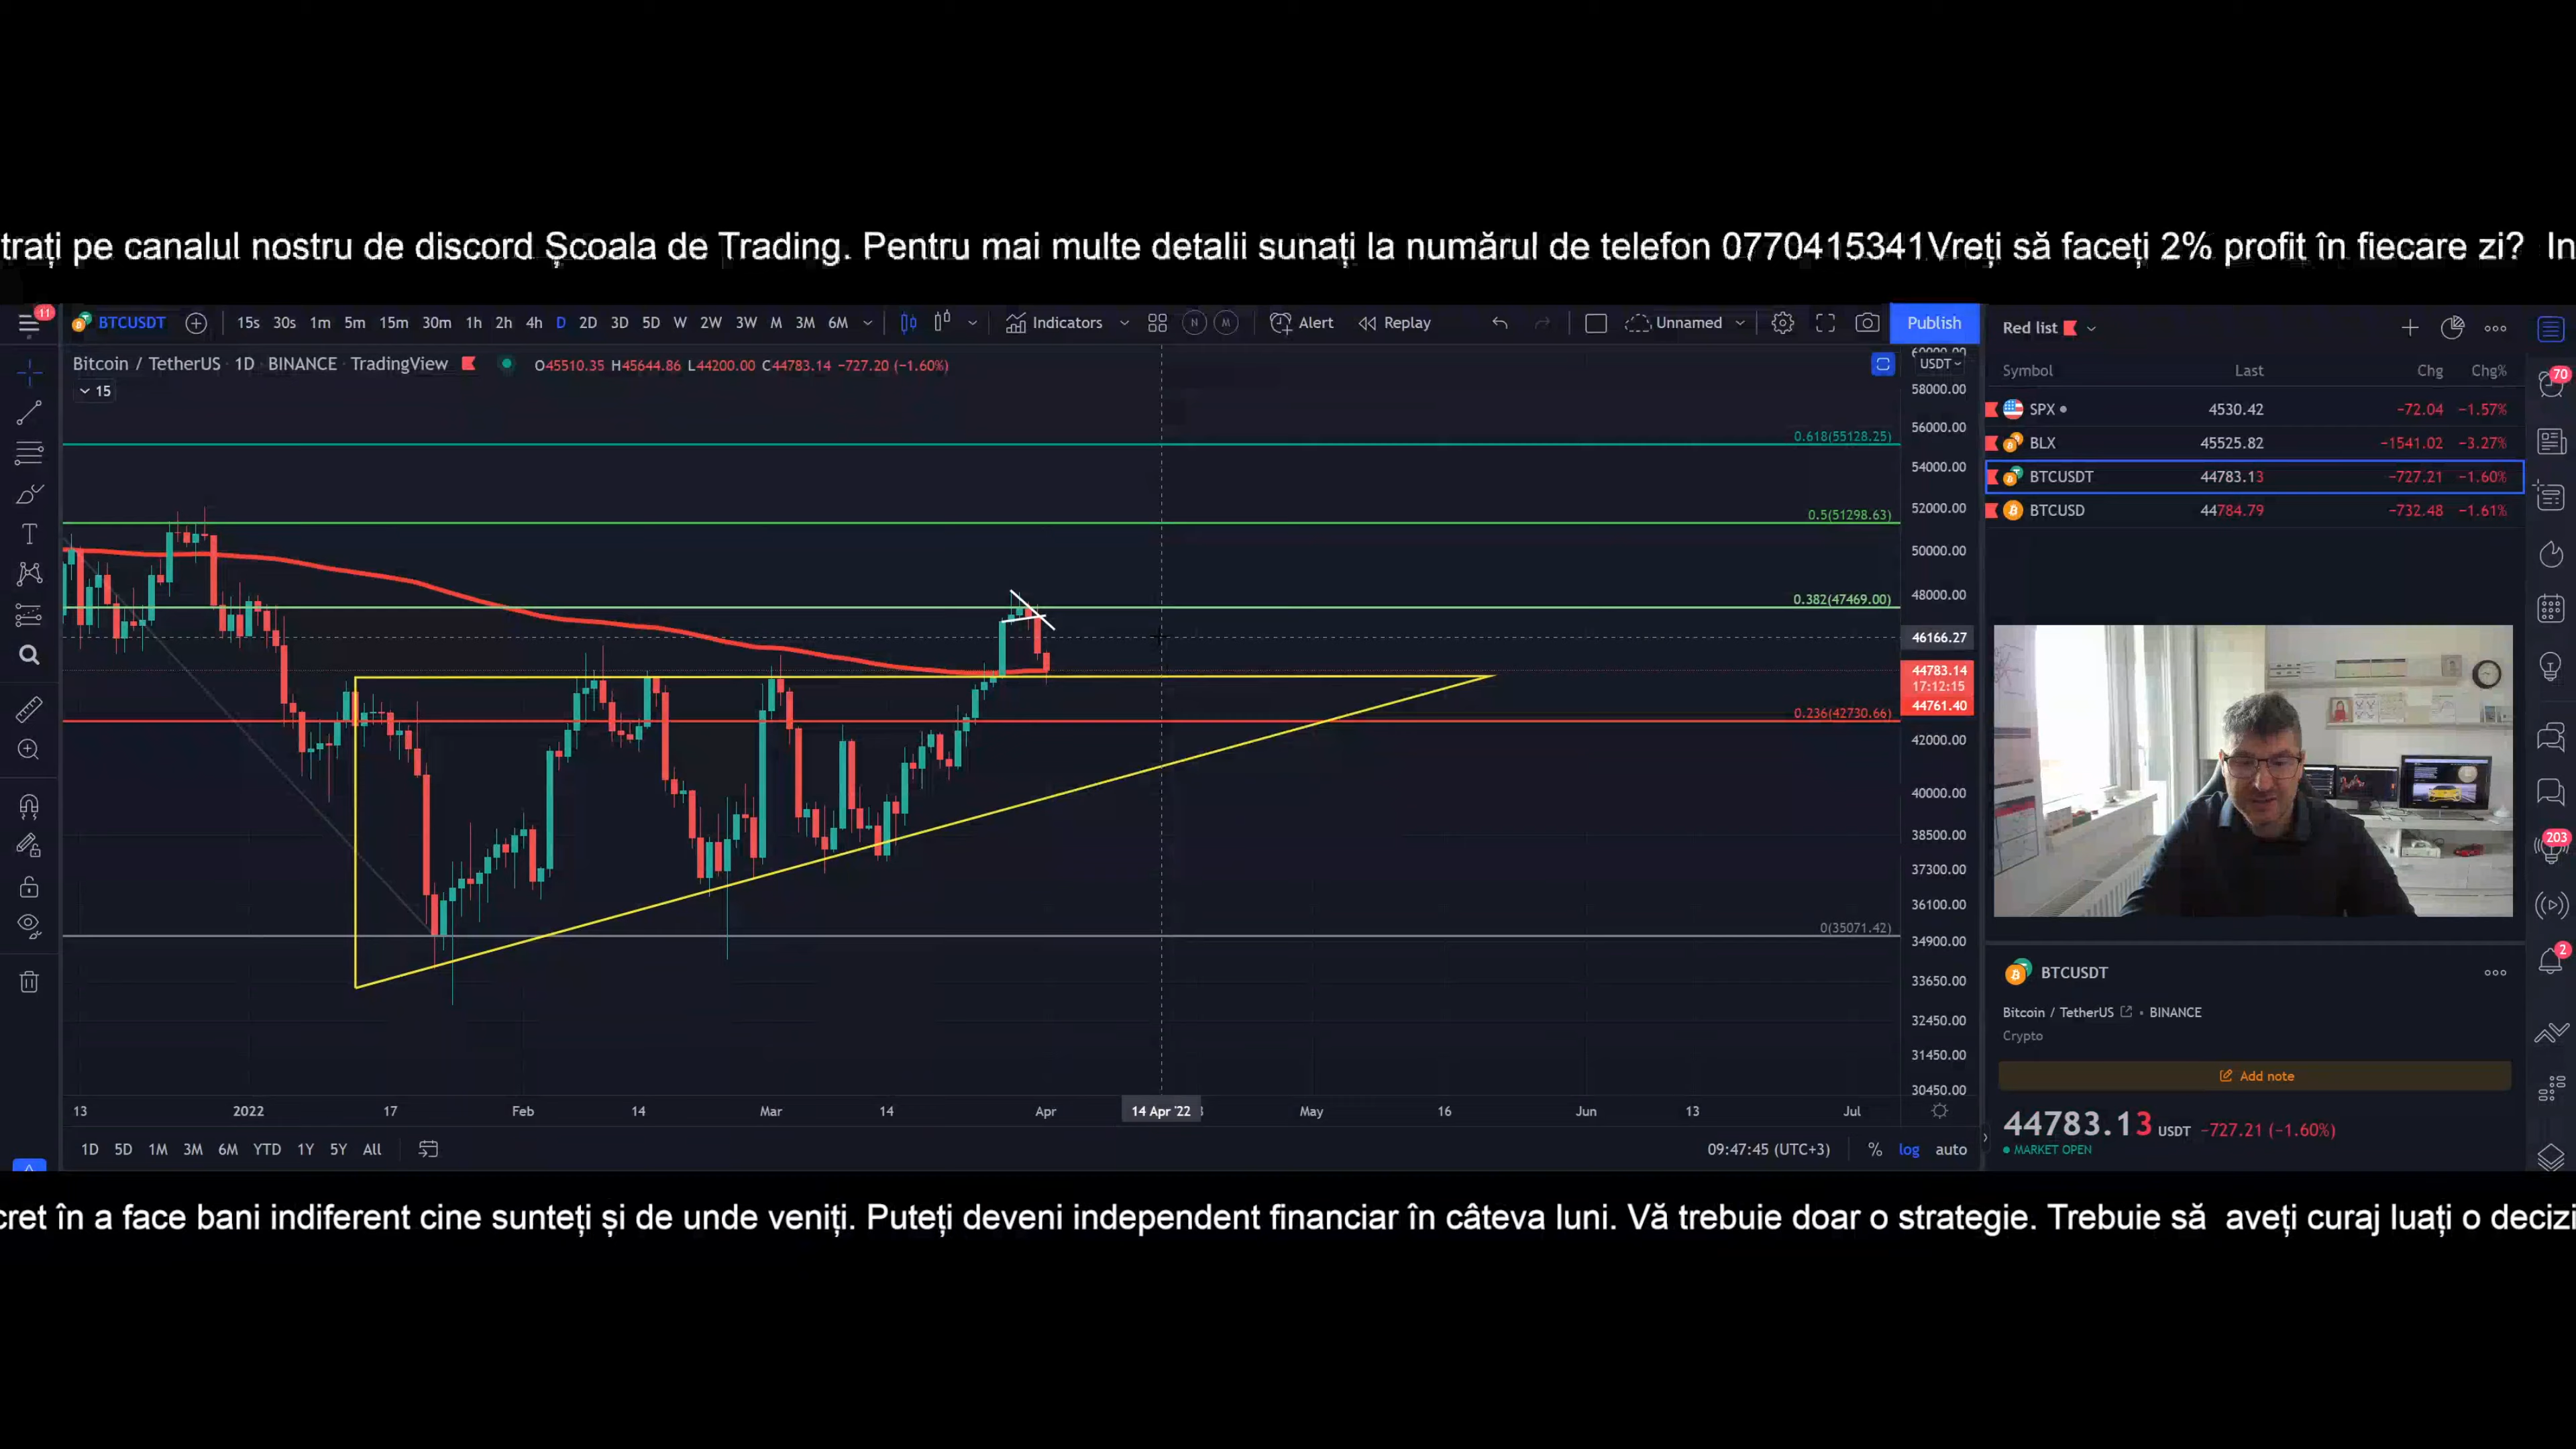 trați pe canalul nostru de discord Școala de Trading. Pentru mai multe detalii sunați la numărul de telefon 0770415341Vreți să faceți 2% profit în fiecare zi? In
11
BTCUSDT 15s 30s 1m 5m 15m 30m 1h 2h 4h D 2D 3D 5D W 2W 3W M 3M 6M Indicators N M Alert Replay Unnamed Publish
Bitcoin / TetherUS · 1D · BINANCE · TradingView O45510.35 H45644.86 L44200.00 C44783.14 −727.20 (−1.60%)
15
60000.00
USDT
58000.00
0.618(55128.25)
56000.00
54000.00
0.5(51298.63)
52000.00
50000.00
0.382(47469.00)
48000.00
46166.27
44783.14
17:12:15
44761.40
0.236(42730.66)
42000.00
40000.00
38500.00
37300.00
36100.00
0(35071.42)
34900.00
33650.00
32450.00
31450.00
30450.00
13 2022 17 Feb 14 Mar 14 Apr 14 Apr '22 May 16 Jun 13 Jul
1D 5D 1M 3M 6M YTD 1Y 5Y All 09:47:45 (UTC+3) % log auto
Red list
Symbol Last Chg Chg%
SPX 4530.42 −72.04 −1.57%
BLX 45525.82 −1541.02 −3.27%
BTCUSDT 44783.13 −727.21 −1.60%
BTCUSD 44784.79 −732.48 −1.61%
70
203
2
BTCUSDT
Bitcoin / TetherUS • BINANCE
Crypto
Add note
44783.13 USDT −727.21 (−1.60%)
MARKET OPEN
cret în a face bani indiferent cine sunteți și de unde veniți. Puteți deveni independent financiar în câteva luni. Vă trebuie doar o strategie. Trebuie să aveți curaj luați o decizi